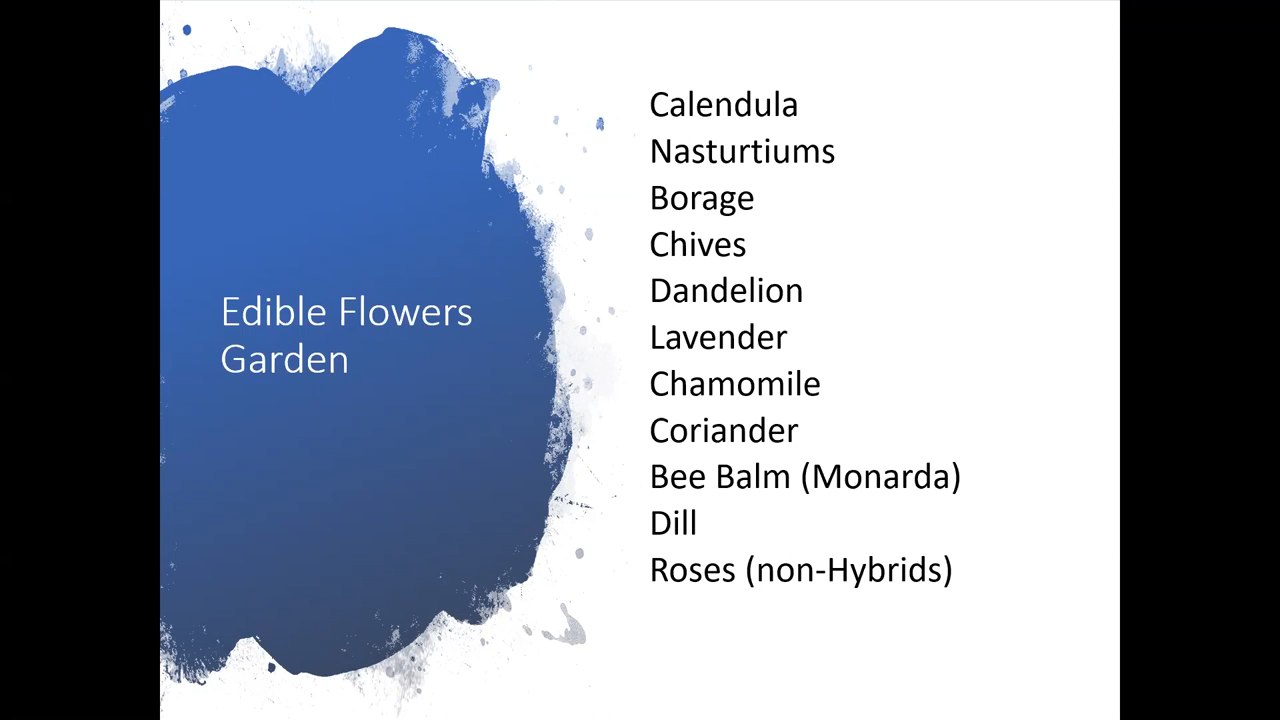 Edible Flowers
Garden
Calendula
Nasturtiums
Borage
Chives
Dandelion
Lavender
Chamomile
Coriander
Bee Balm (Monarda)
Dill
Roses (non-Hybrids)